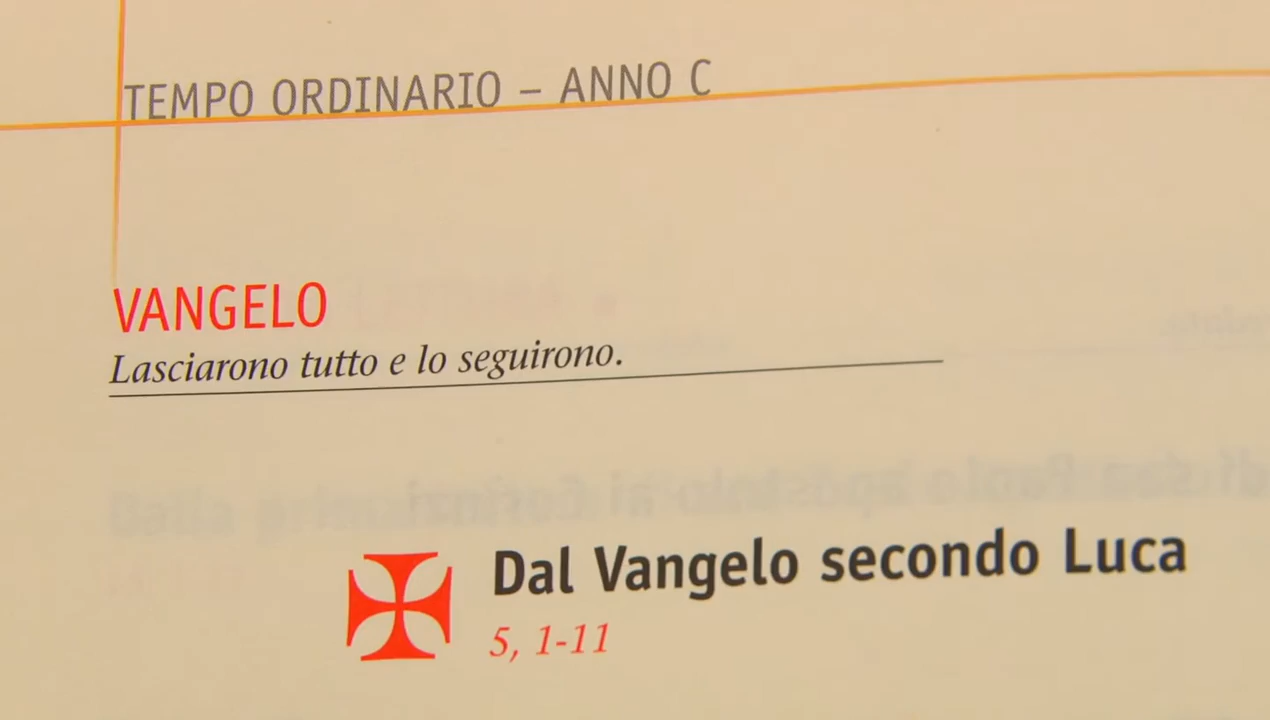 TEMPO ORDINARIO – ANNO C
VANGELO
Lasciarono tutto e lo seguirono.
Dal Vangelo secondo Luca
5, 1-11